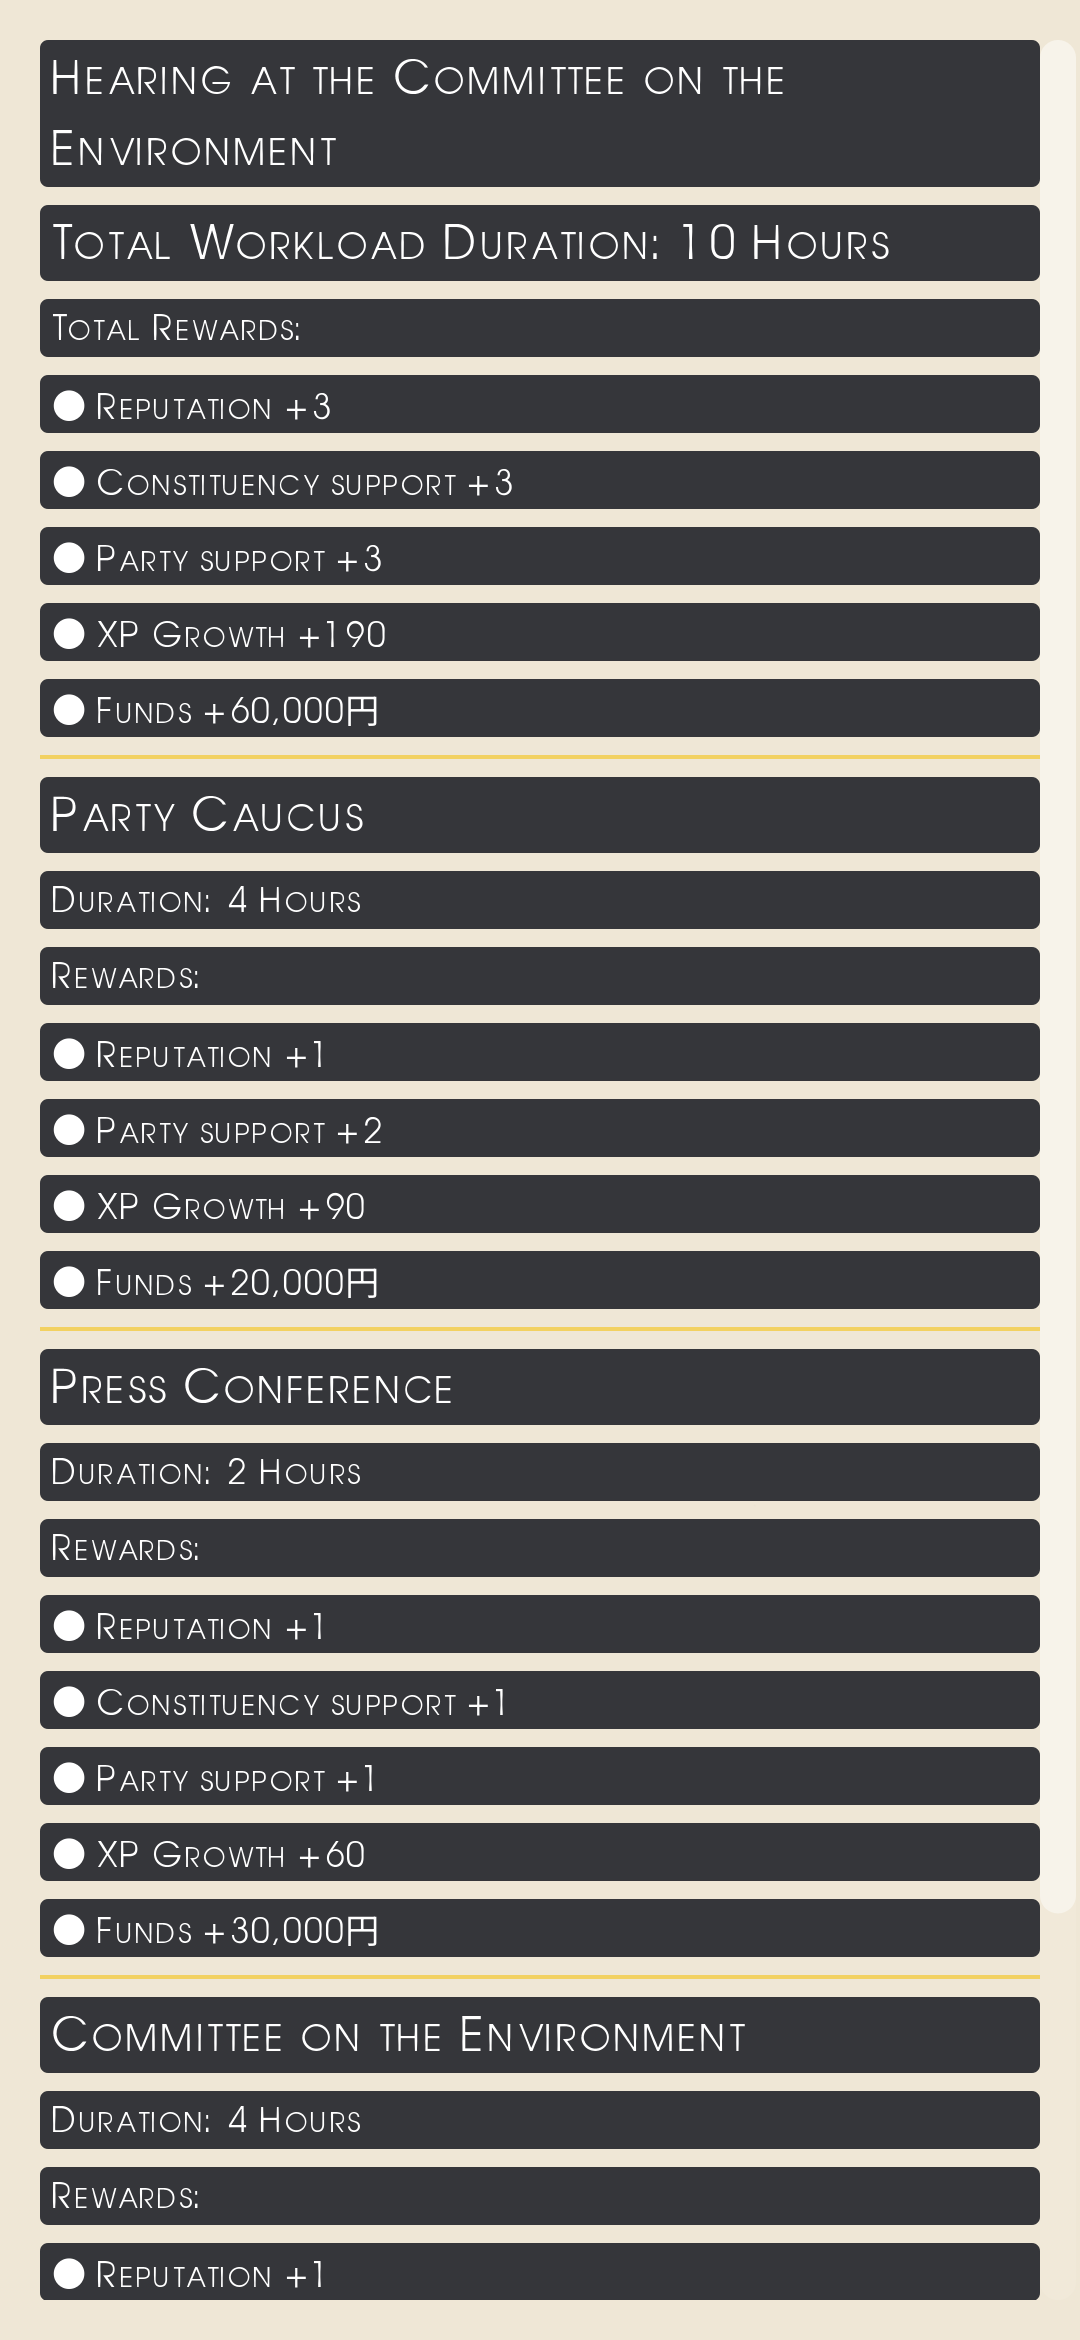 Hearing at the Committee on the
Environment
Total Workload Duration: 10 Hours
Total Rewards:
● Reputation +3
● Constituency support +3
● Party support +3
● XP Growth +190
● Funds +60,000円
Party Caucus
Duration: 4 Hours
Rewards:
● Reputation +1
● Party support +2
● XP Growth +90
● Funds +20,000円
Press Conference
Duration: 2 Hours
Rewards:
● Reputation +1
● Constituency support +1
● Party support +1
● XP Growth +60
● Funds +30,000円
Committee on the Environment
Duration: 4 Hours
Rewards:
● Reputation +1